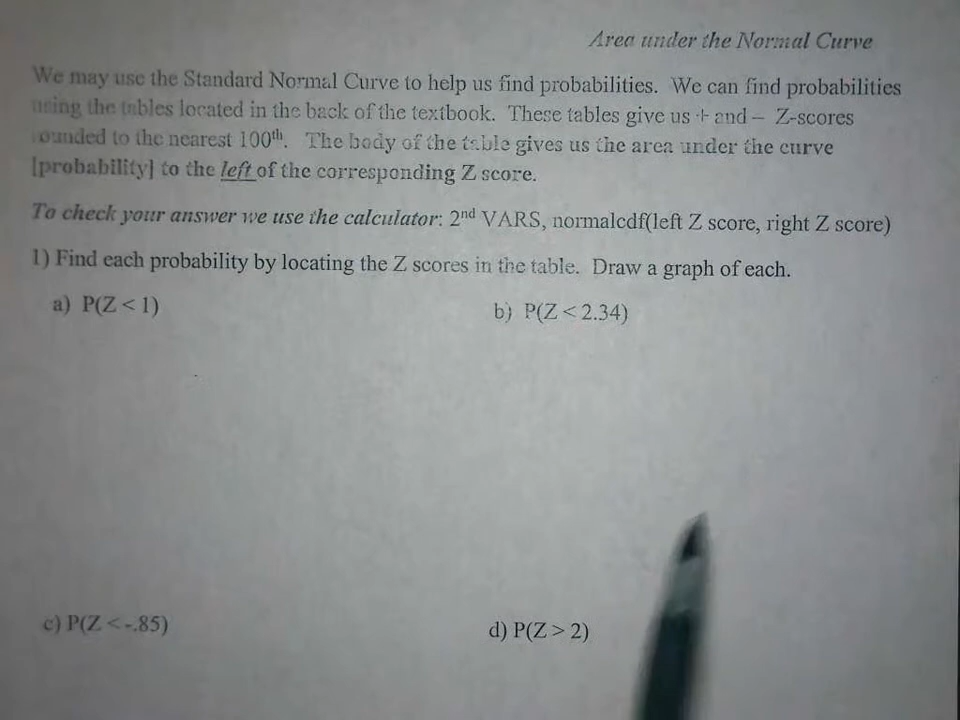 Area under the Normal Curve
We may use the Standard Normal Curve to help us find probabilities. We can find probabilities
using the tables located in the back of the textbook. These tables give us + and – Z-scores
rounded to the nearest 100th. The body of the table gives us the area under the curve
[probability] to the left of the corresponding Z score.
To check your answer we use the calculator: 2nd VARS, normalcdf(left Z score, right Z score)
1) Find each probability by locating the Z scores in the table. Draw a graph of each.
a) P(Z < 1)
b) P(Z < 2.34)
c) P(Z < -.85)
d) P(Z > 2)